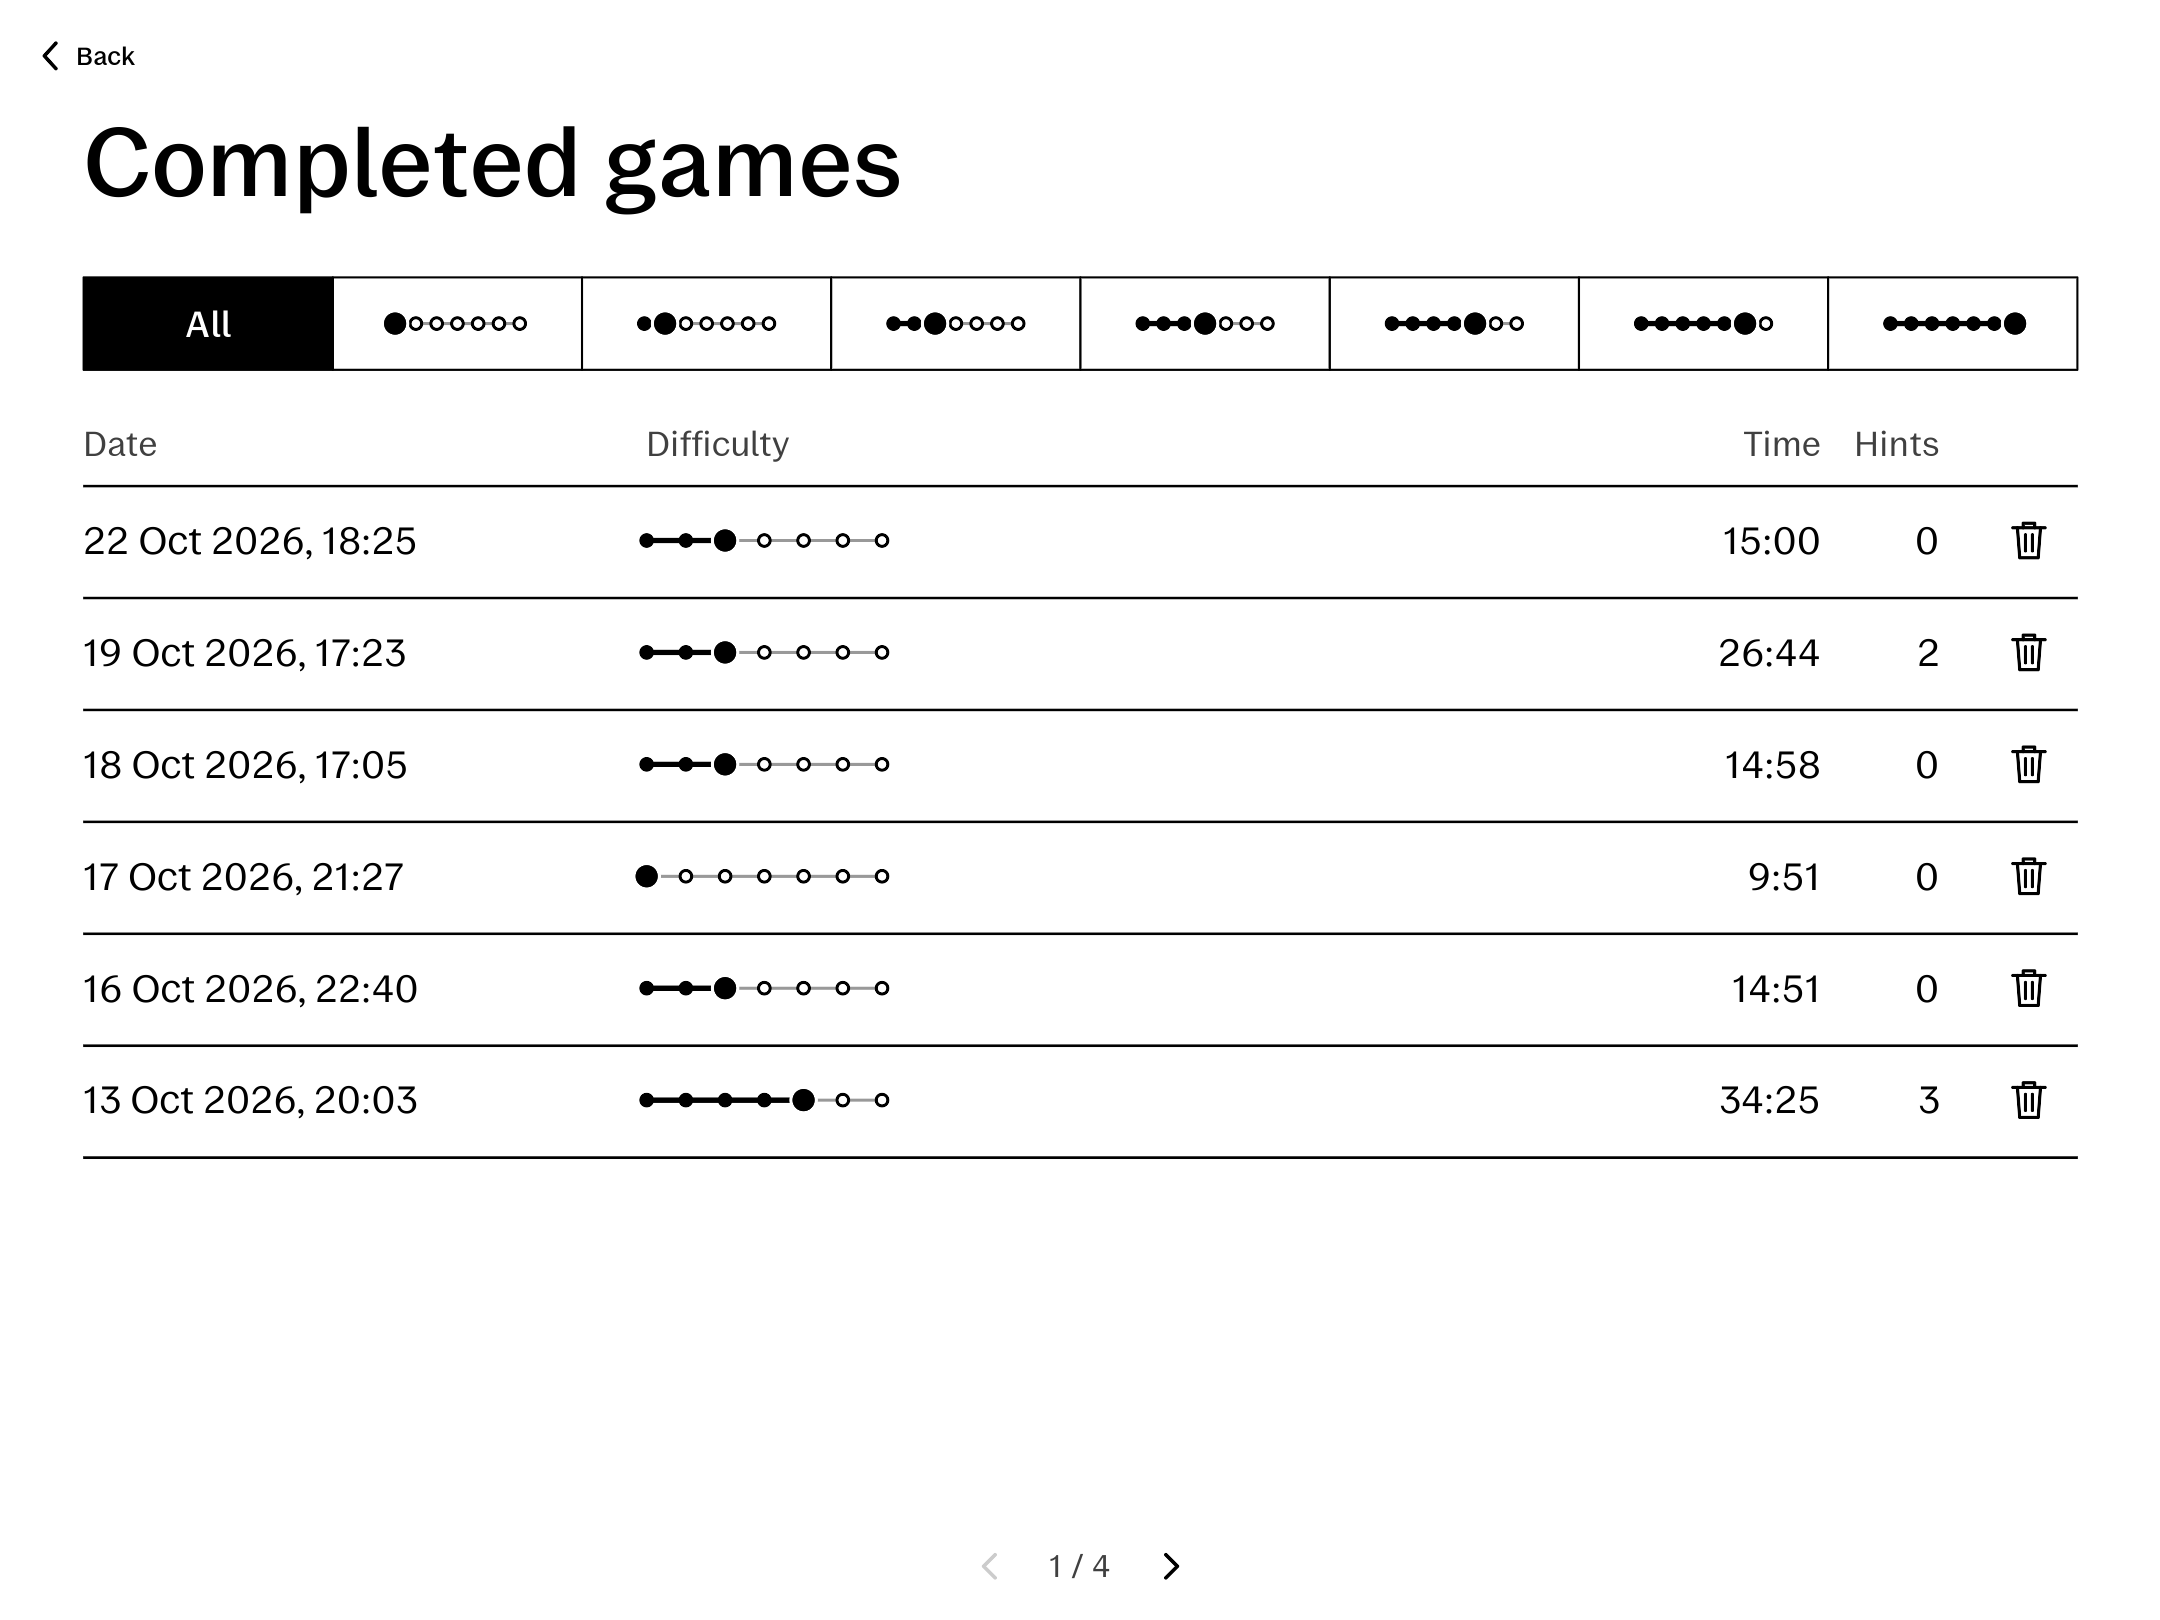 Back
Completed games
All
Date Difficulty Time Hints
22 Oct 2026, 18:25 15:00 0
19 Oct 2026, 17:23 26:44 2
18 Oct 2026, 17:05 14:58 0
17 Oct 2026, 21:27 9:51 0
16 Oct 2026, 22:40 14:51 0
13 Oct 2026, 20:03 34:25 3
1 / 4